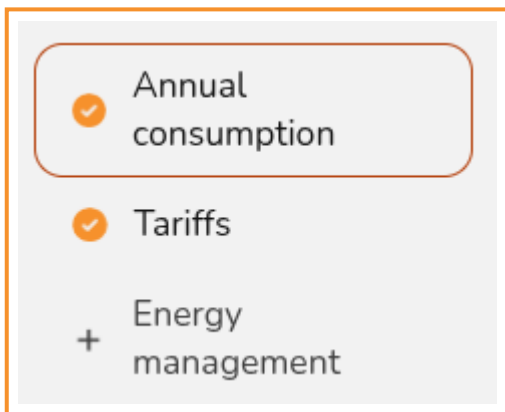 Annual
consumption
Tariffs
Energy
management